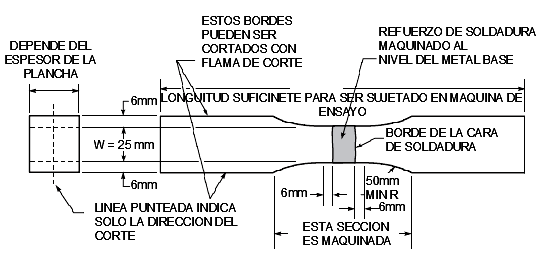 ESTOS BORDES
PUEDEN SER
CORTADOS CON
FLAMA DE CORTE
REFUERZO DE SOLDADURA
MAQUINADO AL
NIVEL DEL METAL BASE
DEPENDE DEL
ESPESOR DE LA
PLANCHA
6mm
LONGUITUD SUFICINETE PARA SER SUJETADO EN MAQUINA DE
ENSAYO
W = 25 mm
BORDE DE LA CARA
DE SOLDADURA
6mm
6mm
50mm
MIN R
6mm
LINEA PUNTEADA INDICA
SOLO LA DIRECCION DEL
CORTE
ESTA SECCION
ES MAQUINADA